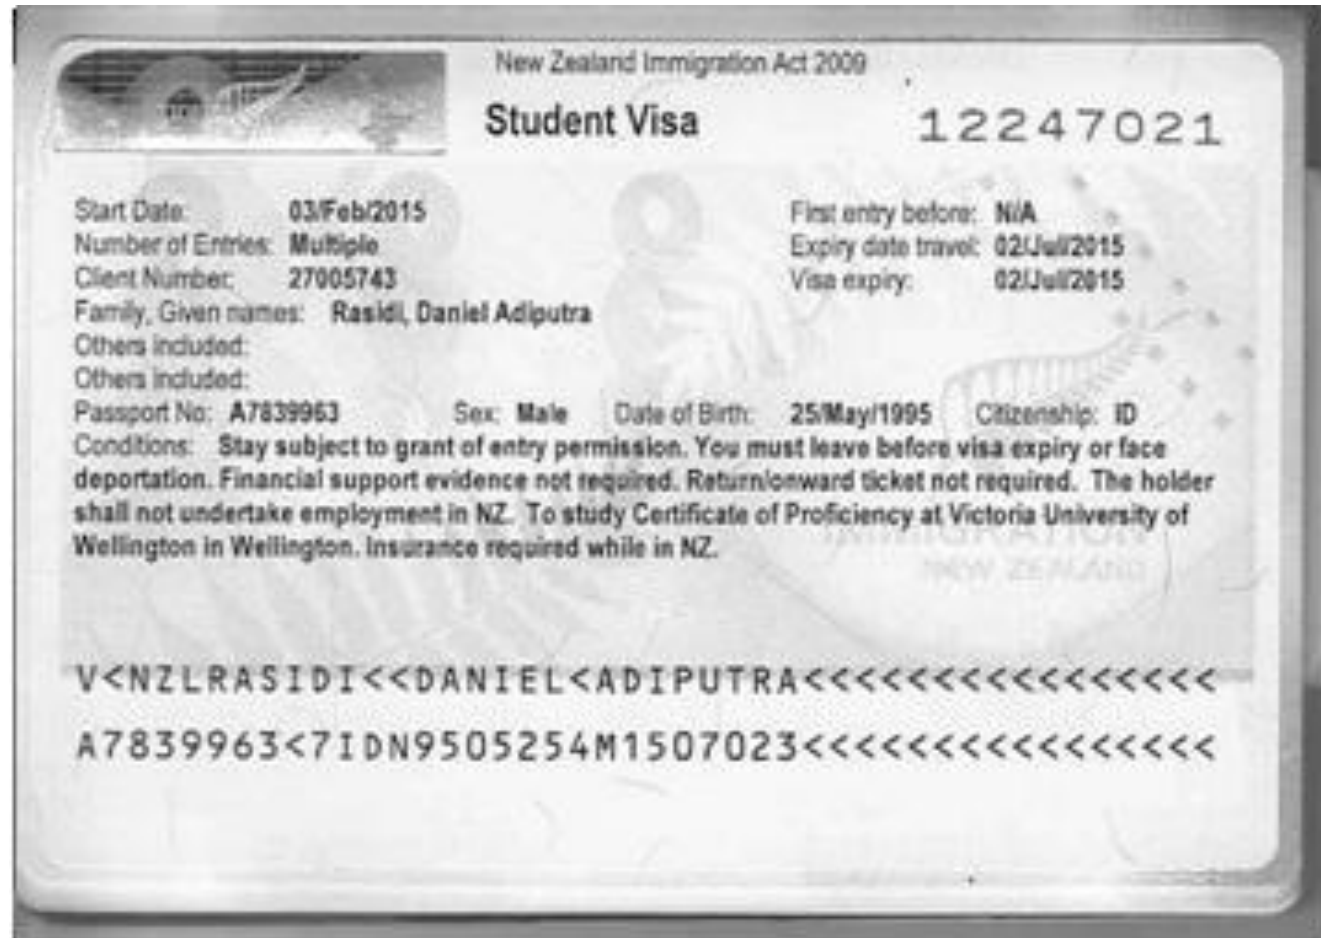 New Zealand Immigration Act 2009
Student Visa
12247021
Start Date: 03/Feb/2015 First entry before: N/A
Number of Entries: Multiple Expiry date travel: 02/Jul/2015
Client Number: 27005743 Visa expiry: 02/Jul/2015
Family, Given names: Rasidi, Daniel Adiputra
Others included:
Others included:
Passport No: A7839963 Sex: Male Date of Birth: 25/May/1995 Citizenship: ID
Conditions: Stay subject to grant of entry permission. You must leave before visa expiry or face
deportation. Financial support evidence not required. Return/onward ticket not required. The holder
shall not undertake employment in NZ. To study Certificate of Proficiency at Victoria University of
Wellington in Wellington. Insurance required while in NZ.
IMMIGRATION
NEW ZEALAND
V<NZLRASIDI<<DANIEL<ADIPUTRA<<<<<<<<<<<<<<<<
A7839963<7IDN9505254M1507023<<<<<<<<<<<<<<<<